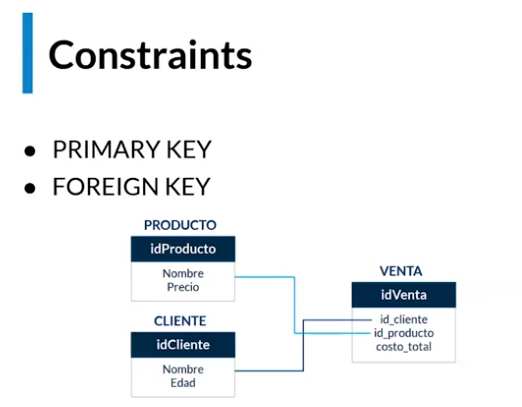 Constraints
● PRIMARY KEY
● FOREIGN KEY
PRODUCTO
idProducto
Nombre
Precio
CLIENTE
idCliente
Nombre
Edad
VENTA
idVenta
id_cliente
id_producto
costo_total